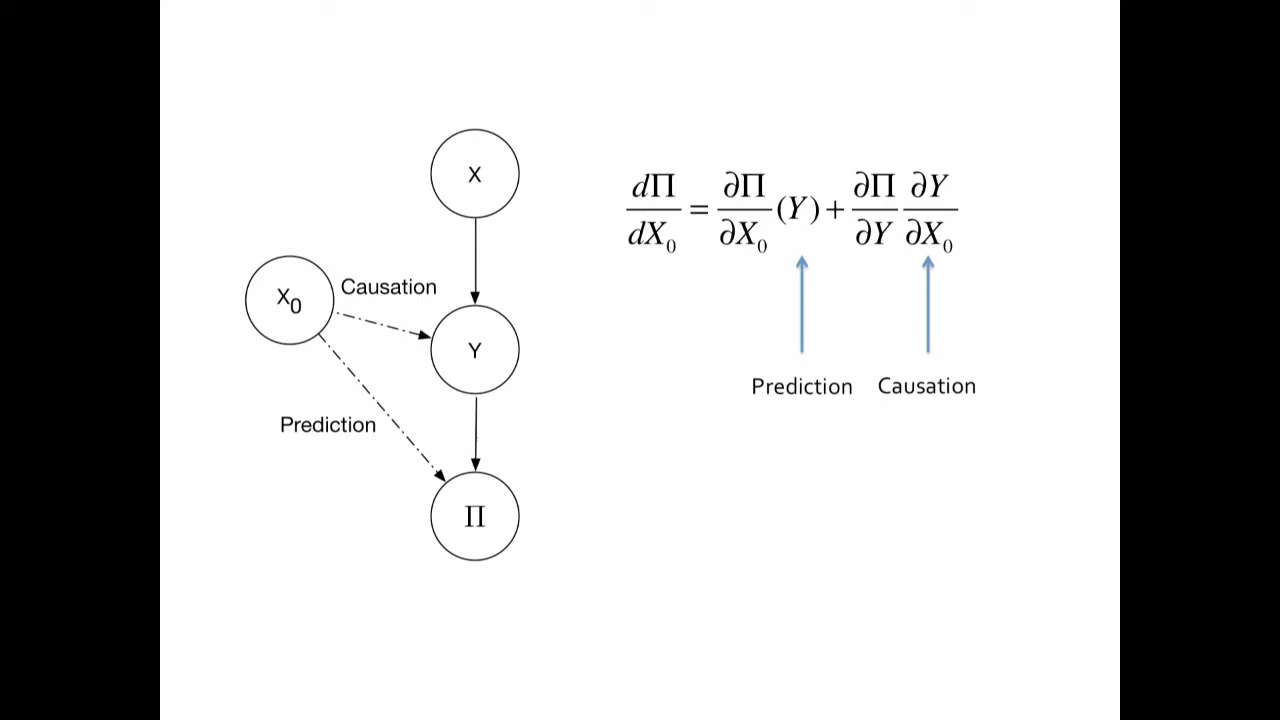 X
X₀
Causation
Y
Prediction
Π
dΠ/dX₀ = ∂Π/∂X₀ (Y) + ∂Π/∂Y ∂Y/∂X₀
Prediction Causation